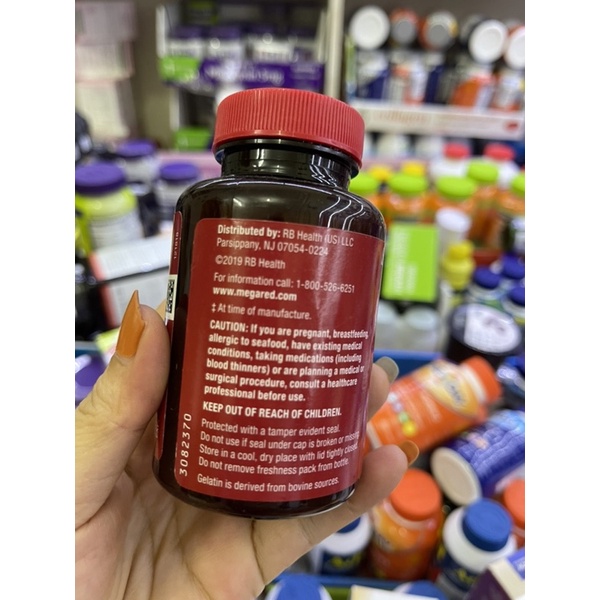 Distributed by: RB Health (US) LLC
Parsippany, NJ 07054-0224
©2019 RB Health
For information call: 1-800-526-6251
www.megared.com
‡ At time of manufacture.
CAUTION: If you are pregnant, breastfeeding,
allergic to seafood, have existing medical
conditions, taking medications (including
blood thinners) or are planning a medical or
surgical procedure, consult a healthcare
professional before use.
KEEP OUT OF REACH OF CHILDREN.
Protected with a tamper evident seal.
Do not use if seal under cap is broken or missing.
Store in a cool, dry place with lid tightly closed.
Do not remove freshness pack from bottle.
Gelatin is derived from bovine sources.
3082370